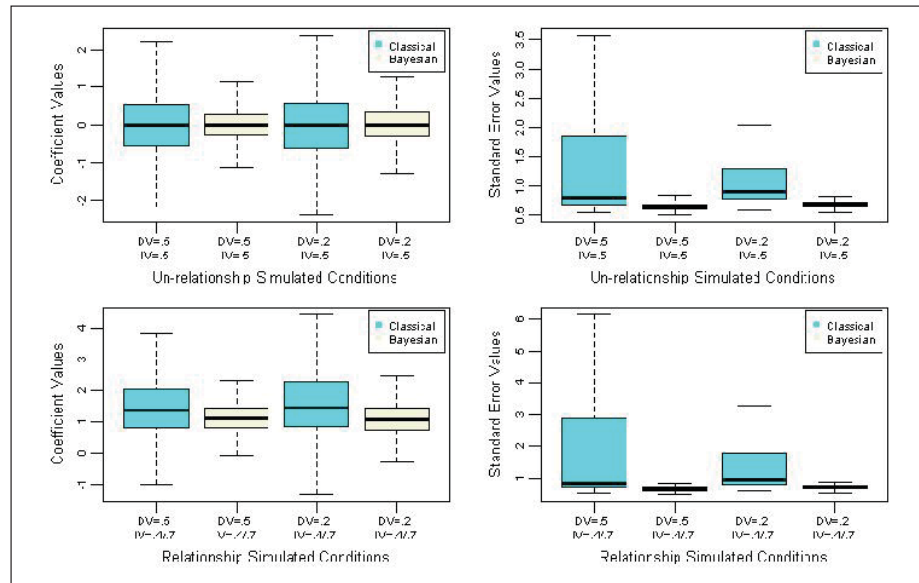 Coefficient Values
2
1
0
-1
-2
Classical
Bayesian
DV=.5
IV=.5
DV=.5
IV=.5
DV=.2
IV=.5
DV=.2
IV=.5
Un-relationship Simulated Conditions
Standard Error Values
3.5
3.0
2.0
1.5
1.0
0.5
Classical
Bayesian
DV=.5
IV=.5
DV=.5
IV=.5
DV=.2
IV=.5
DV=.2
IV=.5
Un-relationship Simulated Conditions
Coefficient Values
4
3
2
1
0
-1
Classical
Bayesian
DV=.5
DV=.5
DV=.2
DV=.2
Relationship Simulated Conditions
Standard Error Values
6
5
4
3
2
1
Classical
Bayesian
DV=.5
DV=.5
DV=.2
DV=.2
Relationship Simulated Conditions